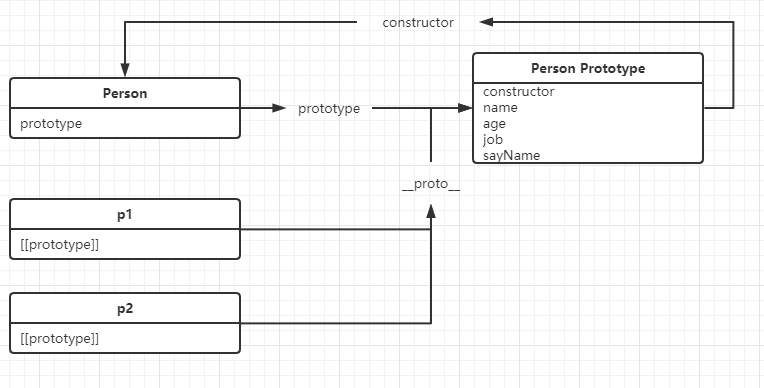 constructor
Person
prototype
prototype
Person Prototype
constructor
name
age
job
sayName
__proto__
p1
[[prototype]]
p2
[[prototype]]